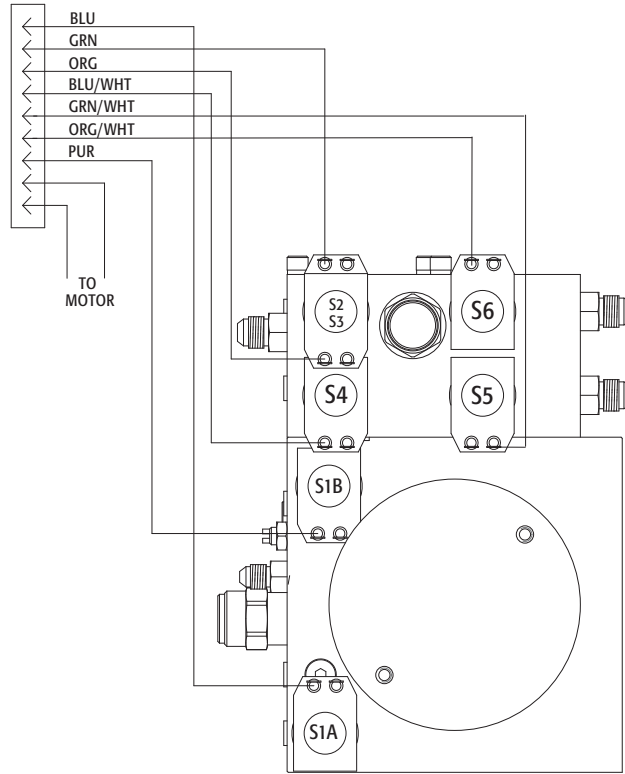 BLU
GRN
ORG
BLU/WHT
GRN/WHT
ORG/WHT
PUR
TO
MOTOR
S2
S3
S6
S4
S5
S1B
S1A